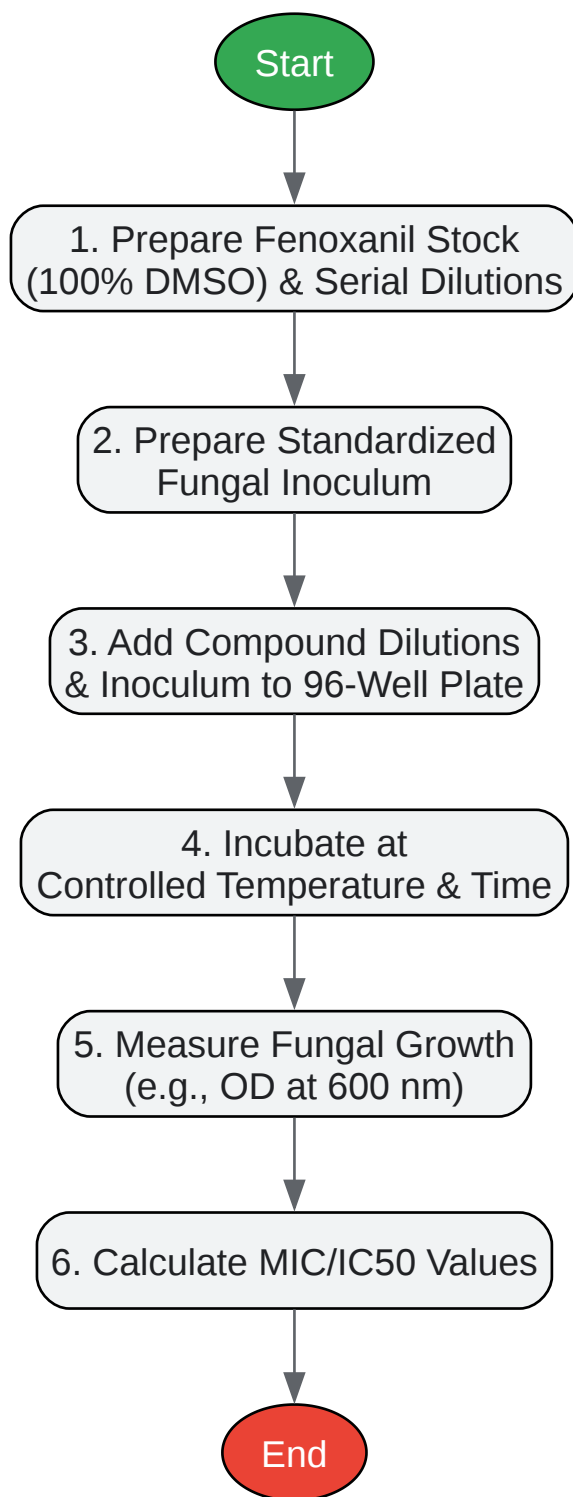 Start
1. Prepare Fenoxanil Stock
(100% DMSO) & Serial Dilutions
2. Prepare Standardized
Fungal Inoculum
3. Add Compound Dilutions
& Inoculum to 96-Well Plate
4. Incubate at
Controlled Temperature & Time
5. Measure Fungal Growth
(e.g., OD at 600 nm)
6. Calculate MIC/IC50 Values
End